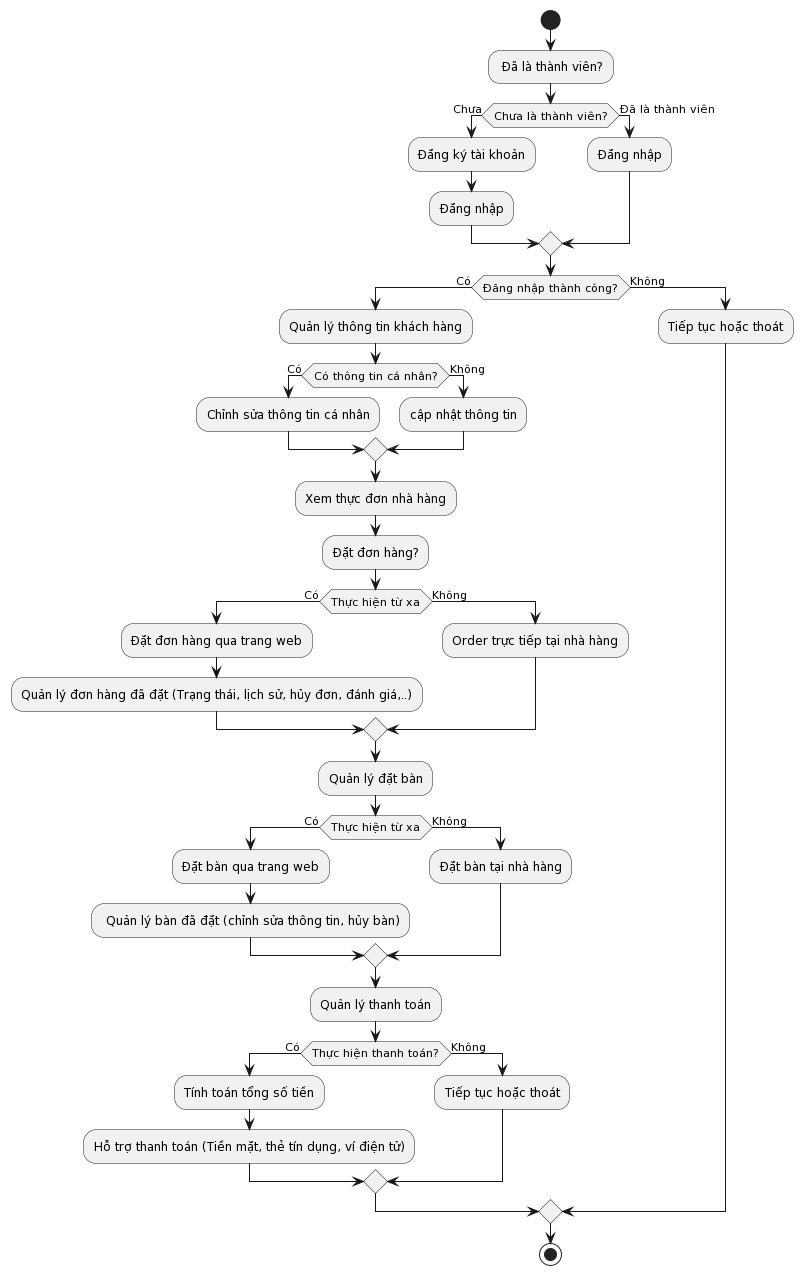 Đã là thành viên?
Chưa
Chưa là thành viên?
Đã là thành viên
Đăng ký tài khoản
Đăng nhập
Đăng nhập
Có
Đăng nhập thành công?
Không
Quản lý thông tin khách hàng
Tiếp tục hoặc thoát
Có
Có thông tin cá nhân?
Không
Chỉnh sửa thông tin cá nhân
cập nhật thông tin
Xem thực đơn nhà hàng
Đặt đơn hàng?
Có
Thực hiện từ xa
Không
Đặt đơn hàng qua trang web
Order trực tiếp tại nhà hàng
Quản lý đơn hàng đã đặt (Trạng thái, lịch sử, hủy đơn, đánh giá,..)
Quản lý đặt bàn
Có
Thực hiện từ xa
Không
Đặt bàn qua trang web
Đặt bàn tại nhà hàng
Quản lý bàn đã đặt (chỉnh sửa thông tin, hủy bàn)
Quản lý thanh toán
Có
Thực hiện thanh toán?
Không
Tính toán tổng số tiền
Tiếp tục hoặc thoát
Hỗ trợ thanh toán (Tiền mặt, thẻ tín dụng, ví điện tử)